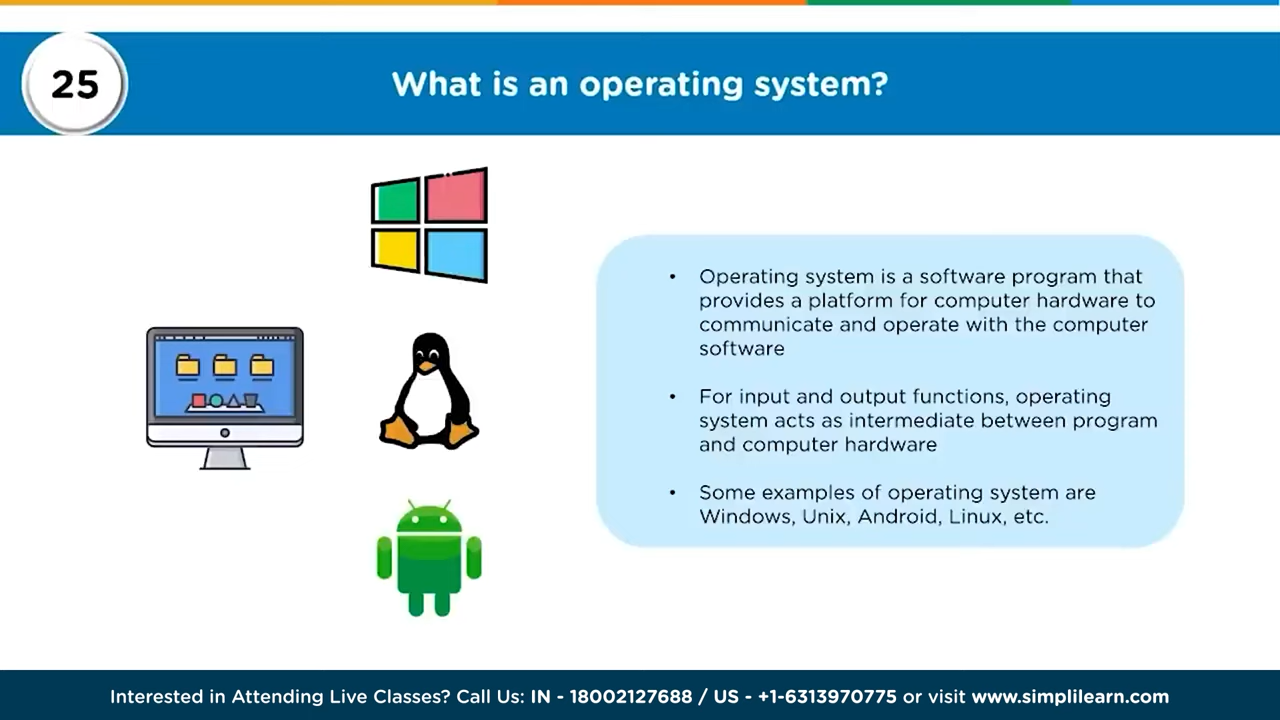 25
What is an operating system?
• Operating system is a software program that
provides a platform for computer hardware to
communicate and operate with the computer
software
• For input and output functions, operating
system acts as intermediate between program
and computer hardware
• Some examples of operating system are
Windows, Unix, Android, Linux, etc.
Interested in Attending Live Classes? Call Us: IN - 18002127688 / US - +1-6313970775 or visit www.simplilearn.com